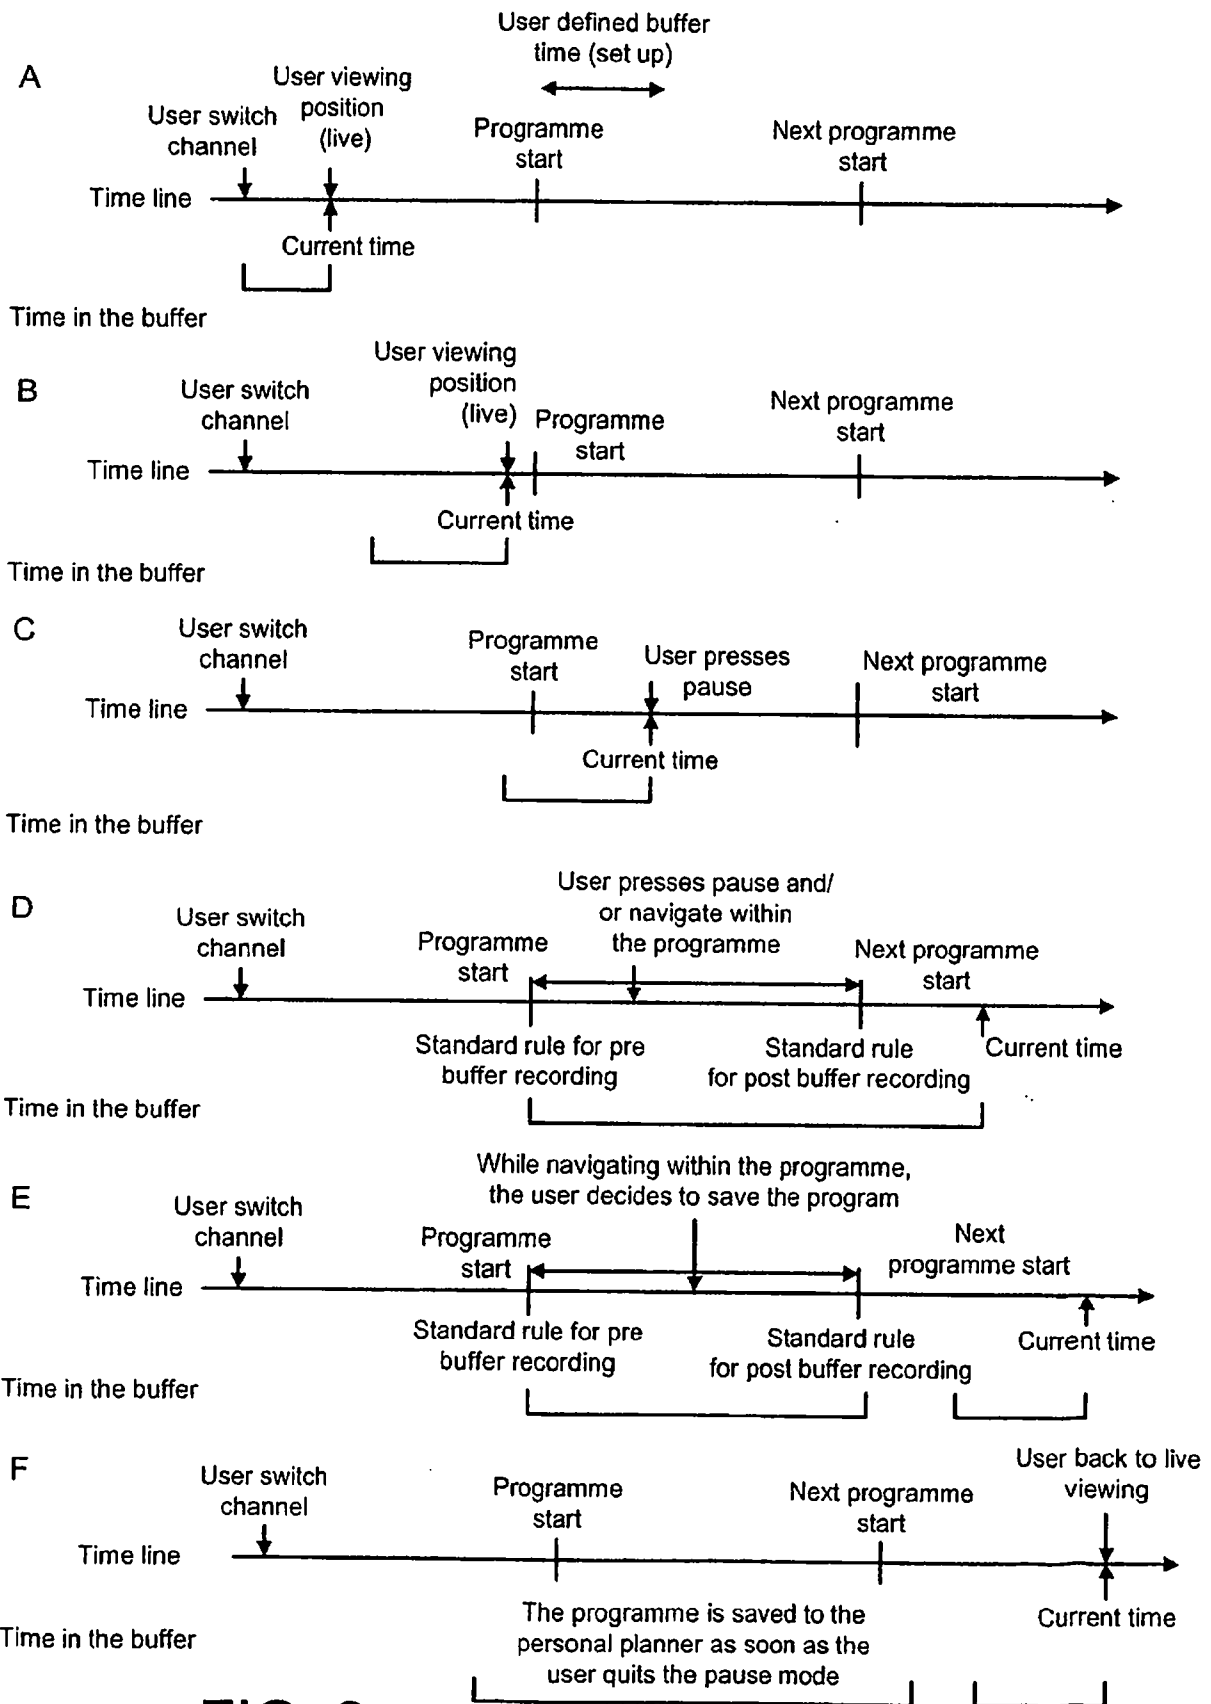 User defined buffer
time (set up)
A
User viewing
position
(live)
User switch
channel
Programme
start
Next programme
start
Time line
Current time
Time in the buffer
B
User viewing
position
(live)
User switch
channel
Programme
start
Next programme
start
Time line
Current time
Time in the buffer
C
User switch
channel
Programme
start
User presses
pause
Next programme
start
Time line
Current time
Time in the buffer
D
User presses pause and/
or navigate within
the programme
User switch
channel
Programme
start
Next programme
start
Time line
Standard rule for pre
buffer recording
Standard rule
for post buffer recording
Current time
Time in the buffer
E
While navigating within the programme,
the user decides to save the program
User switch
channel
Programme
start
Next
programme start
Time line
Standard rule for pre
buffer recording
Standard rule
for post buffer recording
Current time
Time in the buffer
F
User switch
channel
Programme
start
Next programme
start
User back to live
viewing
Time line
Current time
Time in the buffer
The programme is saved to the
personal planner as soon as the
user quits the pause mode